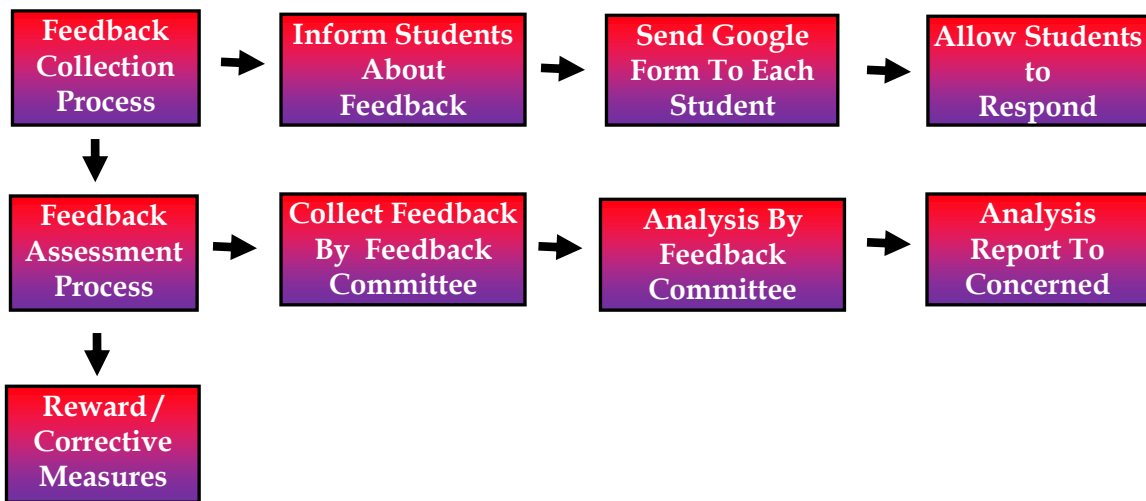 Feedback
Collection
Process
Inform Students
About
Feedback
Send Google
Form To Each
Student
Allow Students
to
Respond
Feedback
Assessment
Process
Collect Feedback
By Feedback
Committee
Analysis By
Feedback
Committee
Analysis
Report To
Concerned
Reward /
Corrective
Measures